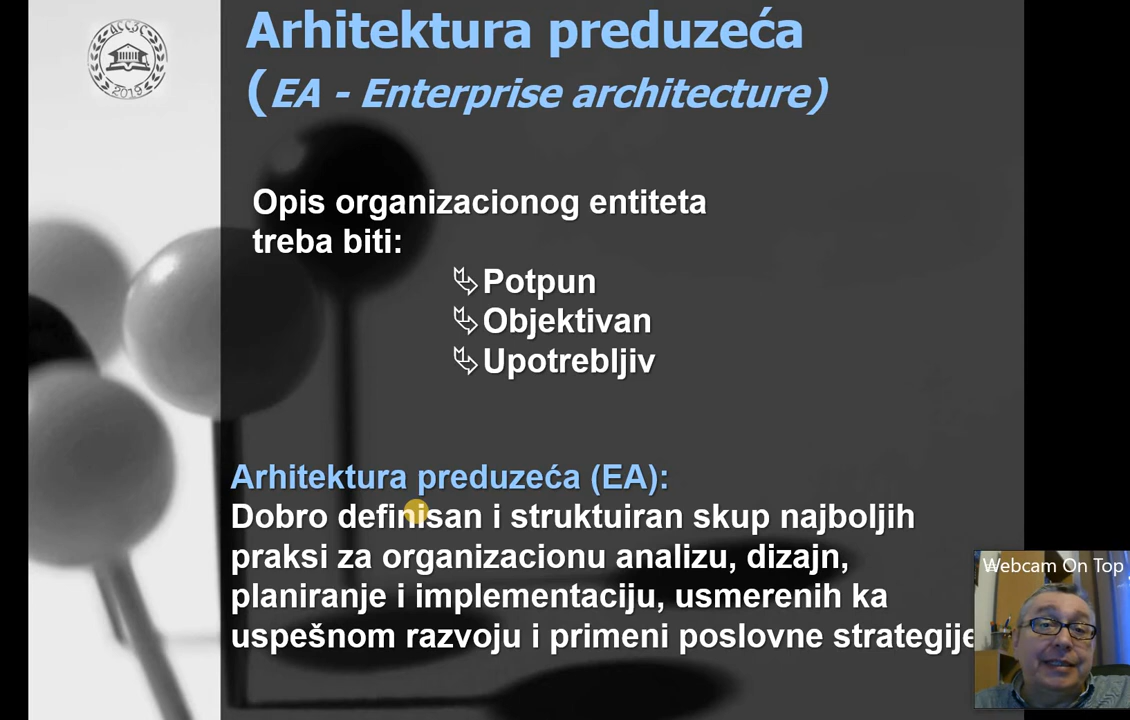 Arhitektura preduzeća
(EA - Enterprise architecture)
Opis organizacionog entiteta
treba biti:
Potpun
Objektivan
Upotrebljiv
Arhitektura preduzeća (EA):
Dobro definisan i struktuiran skup najboljih
praksi za organizacionu analizu, dizajn,
planiranje i implementaciju, usmerenih ka
uspešnom razvoju i primeni poslovne strategije
Webcam On Top
2019